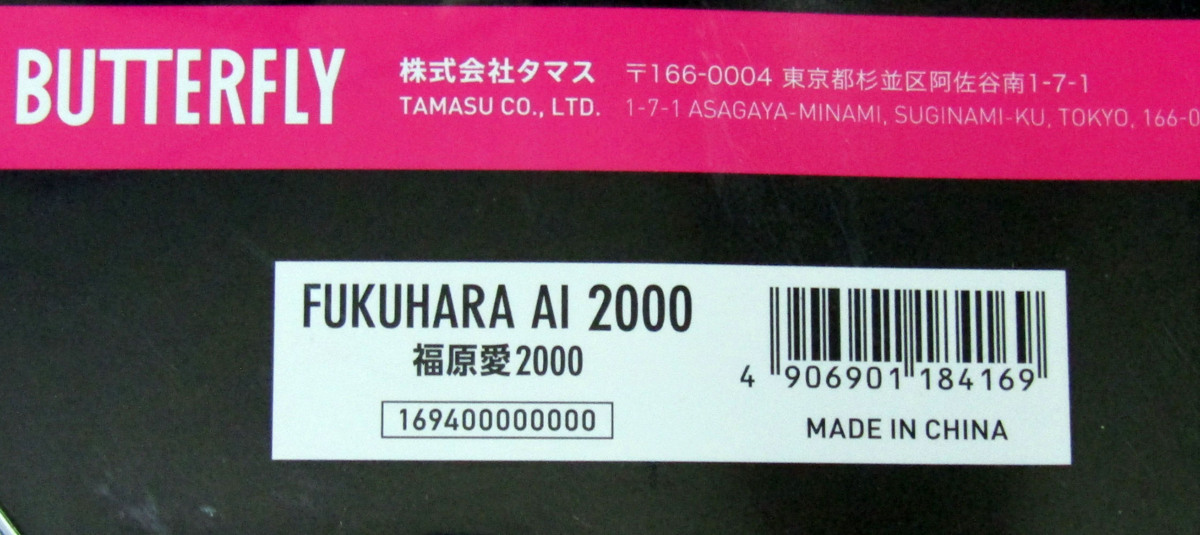 BUTTERFLY
株式会社タマス 〒166-0004 東京都杉並区阿佐谷南1-7-1
TAMASU CO., LTD. 1-7-1 ASAGAYA-MINAMI, SUGINAMI-KU, TOKYO, 166-0
FUKUHARA AI 2000
福原愛2000
169400000000
4 906901 184169
MADE IN CHINA